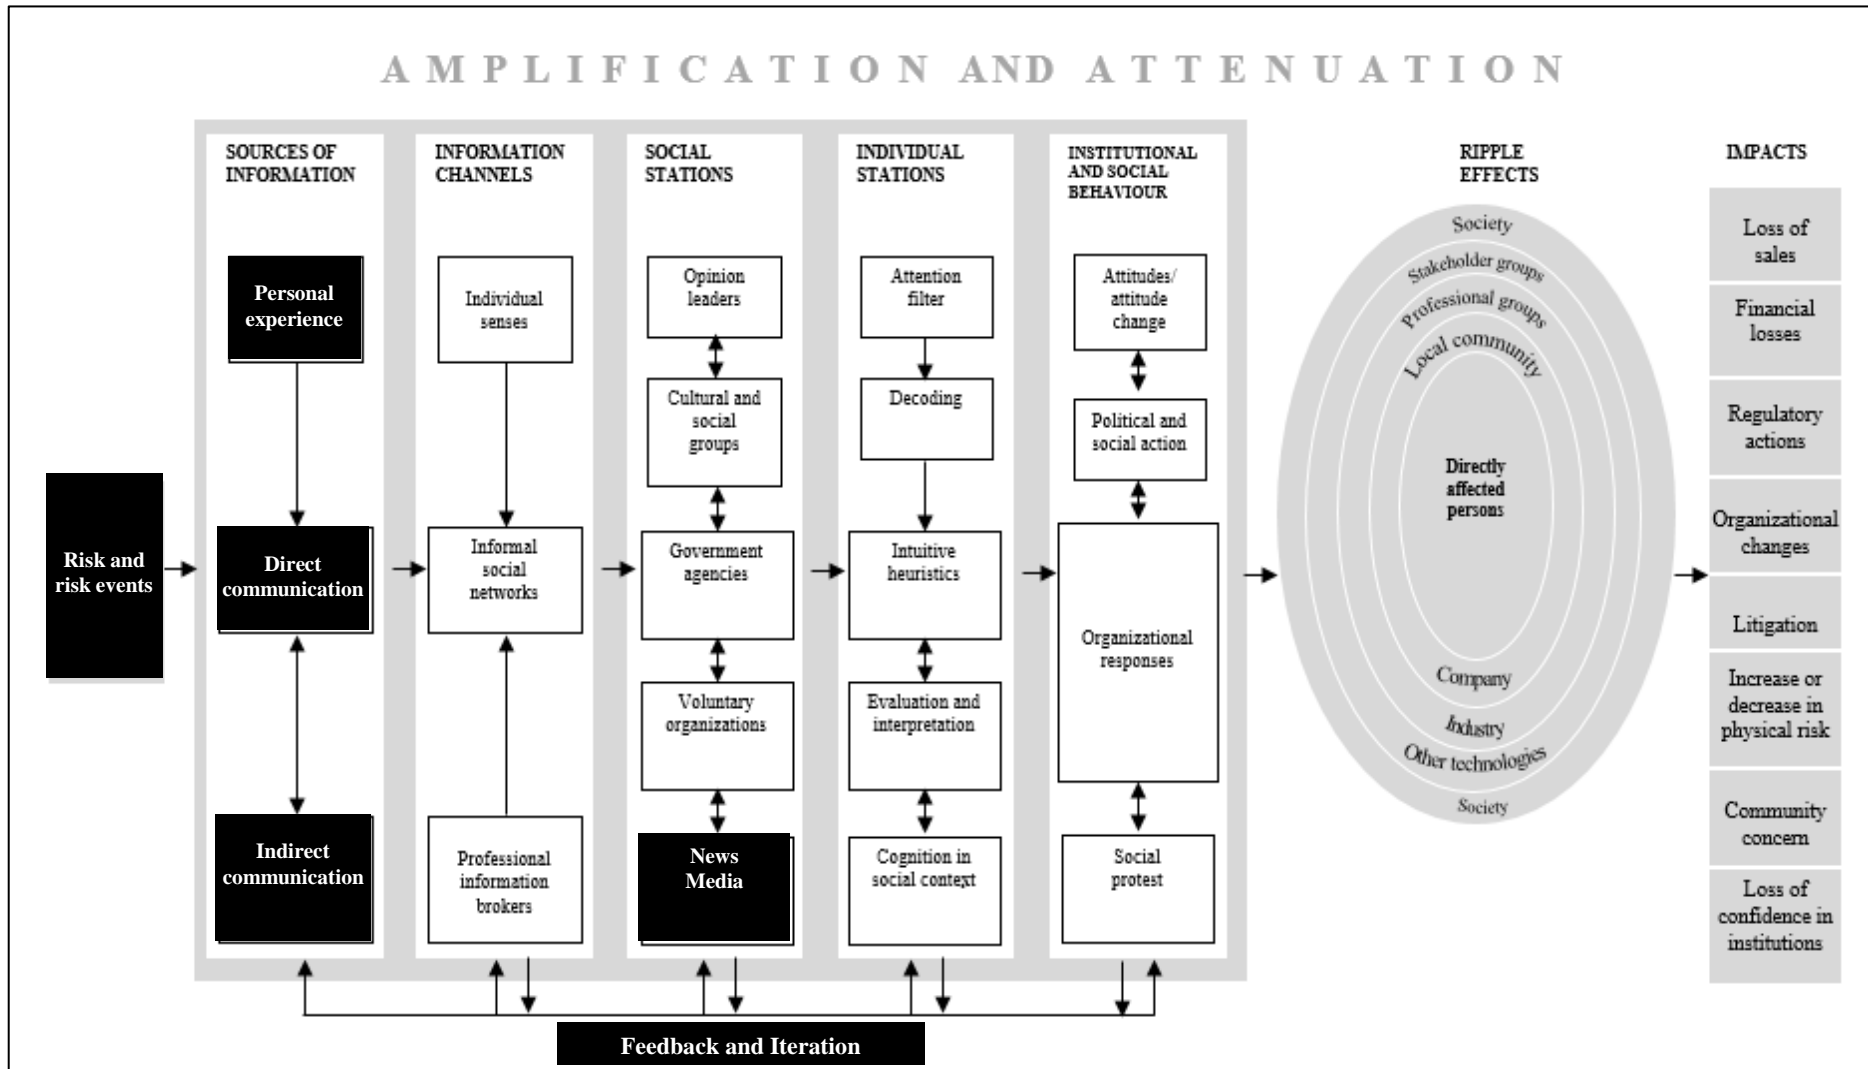 AMPLIFICATION AND ATTENUATION
SOURCES OF
INFORMATION
INFORMATION
CHANNELS
SOCIAL
STATIONS
INDIVIDUAL
STATIONS
INSTITUTIONAL
AND SOCIAL
BEHAVIOUR
RIPPLE
EFFECTS
IMPACTS
Risk and
risk events
Personal
experience
Direct
communication
Indirect
communication
Individual
senses
Informal
social
networks
Professional
information
brokers
Opinion
leaders
Cultural and
social
groups
Government
agencies
Voluntary
organizations
News
Media
Attention
filter
Decoding
Intuitive
heuristics
Evaluation and
interpretation
Cognition in
social context
Attitudes/
attitude
change
Political and
social action
Organizational
responses
Social
protest
Society
Stakeholder groups
Professional groups
Local community
Directly
affected
persons
Company
Industry
Other technologies
Society
Loss of
sales
Financial
losses
Regulatory
actions
Organizational
changes
Litigation
Increase or
decrease in
physical risk
Community
concern
Loss of
confidence in
institutions
Feedback and Iteration